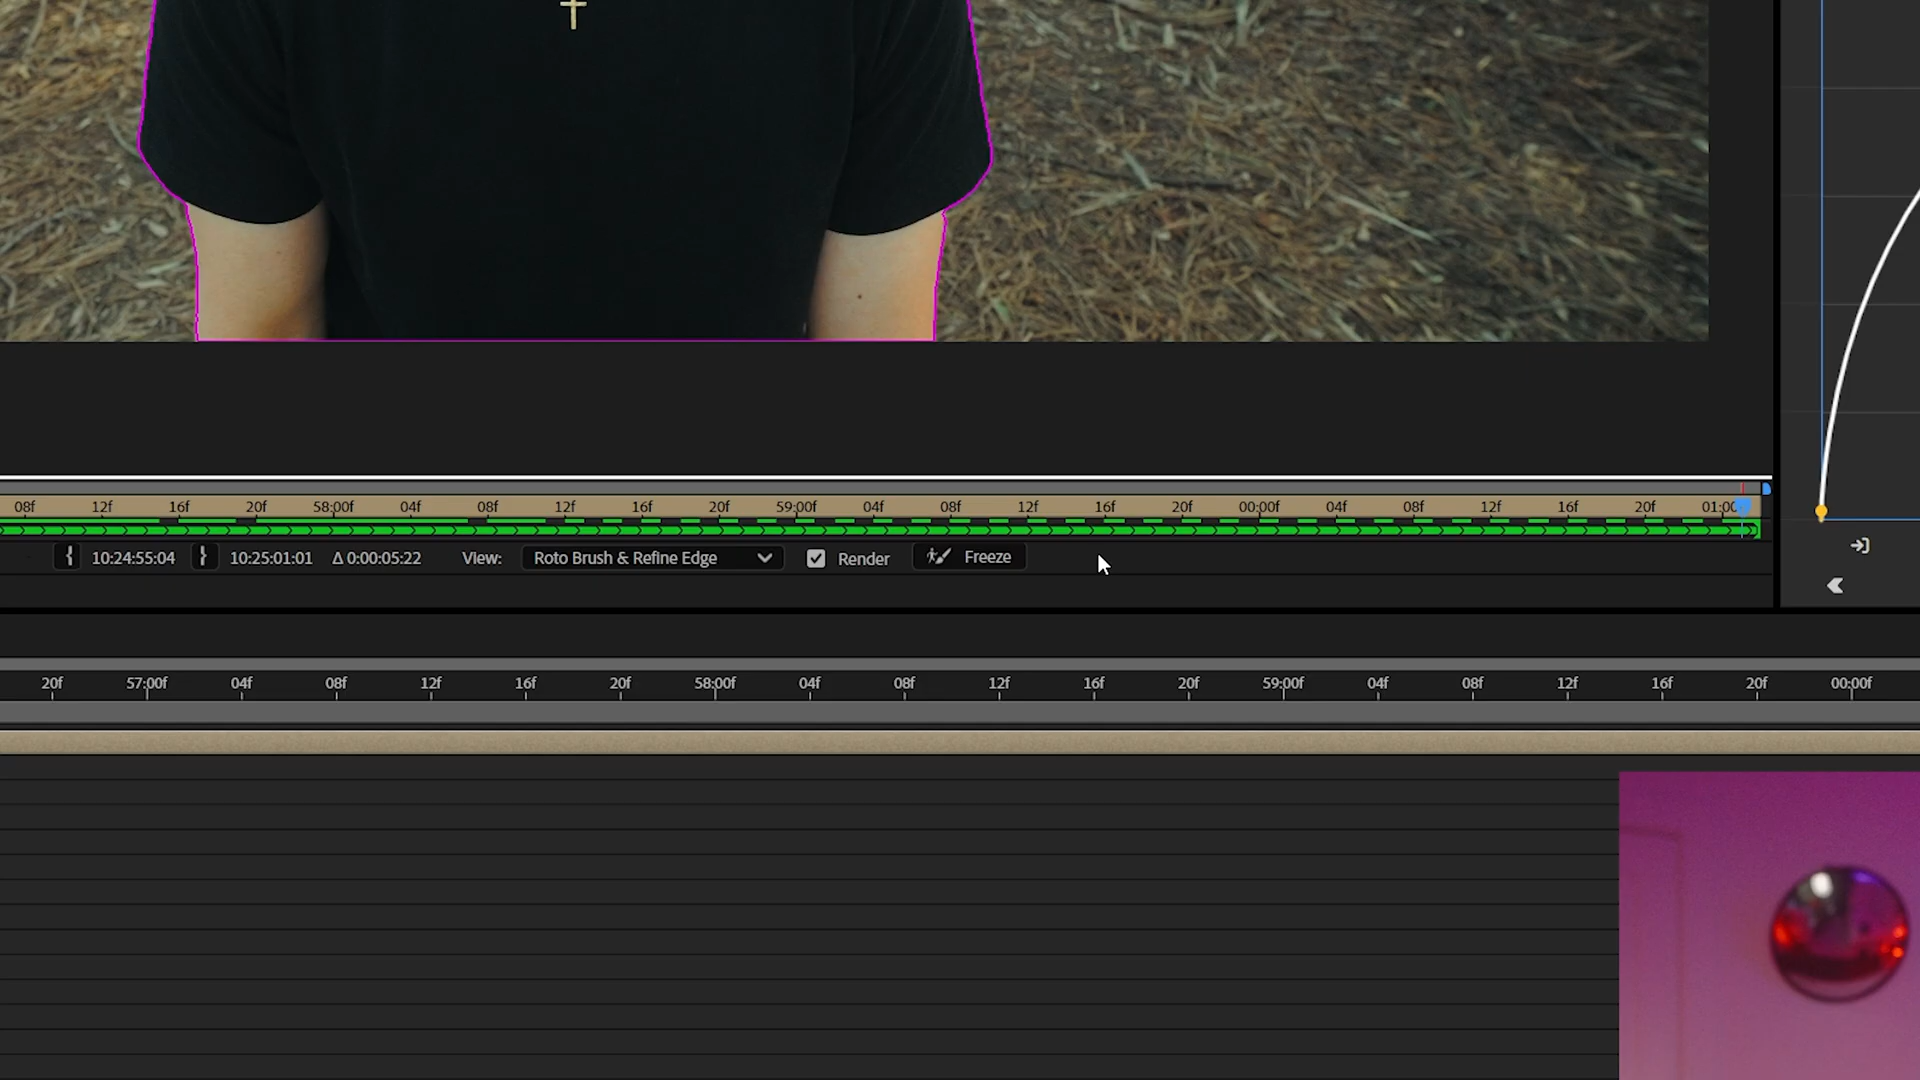 08f 12f 16f 20f 58:00f 04f 08f 12f 16f 20f 59:00f 04f 08f 12f 16f 20f 00:00f 04f 08f 12f 16f 20f
10:24:55:04 10:25:01:01 Δ 0:00:05:22 View: Roto Brush & Refine Edge Render Freeze
20f 57:00f 04f 08f 12f 16f 20f 58:00f 04f 08f 12f 16f 20f 59:00f 04f 08f 12f 16f 20f 00:00f